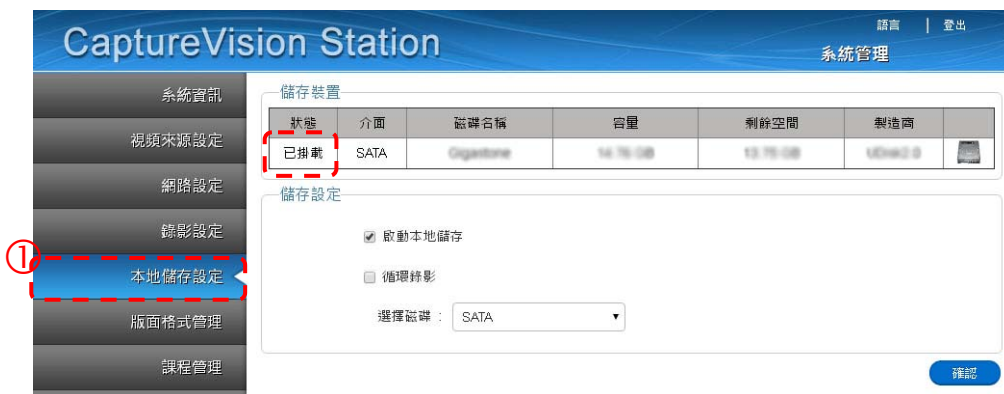 CaptureVision Station
語言 | 登出
系統管理
系統資訊
視頻來源設定
網路設定
錄影設定
①
本地儲存設定
版面格式管理
課程管理
儲存裝置
狀態 介面 磁碟名稱 容量 剩餘空間 製造商
已掛載 SATA
儲存設定
啟動本地儲存
循環錄影
選擇磁碟 : SATA
確認